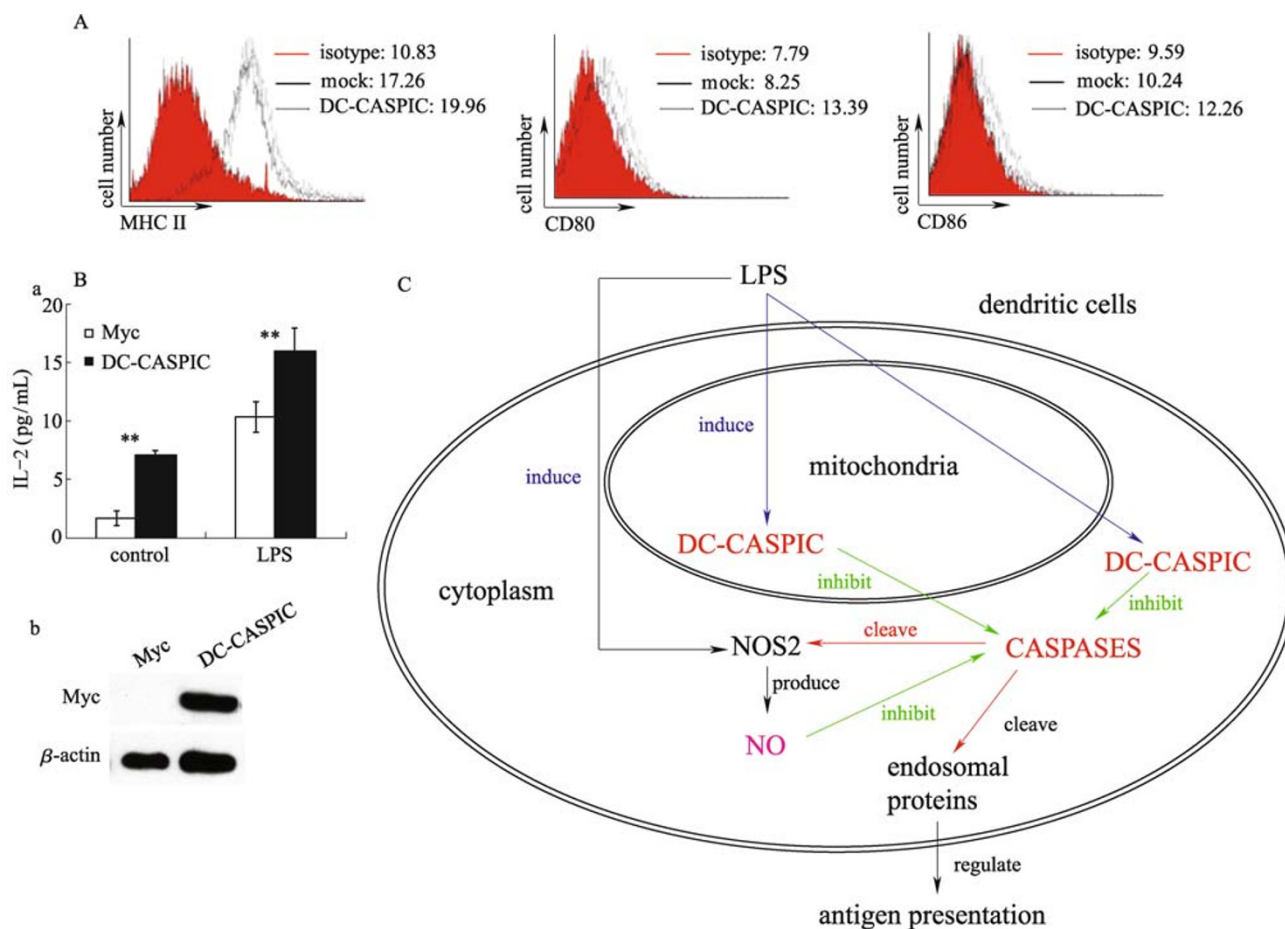 A
isotype: 10.83
mock: 17.26
DC-CASPIC: 19.96
cell number
MHC II
isotype: 7.79
mock: 8.25
DC-CASPIC: 13.39
cell number
CD80
isotype: 9.59
mock: 10.24
DC-CASPIC: 12.26
cell number
CD86
B
a
20
15
10
5
0
IL-2 (pg/mL)
Myc
DC-CASPIC
**
**
control
LPS
b
Myc
DC-CASPIC
Myc
β-actin
C
LPS
dendritic cells
induce
induce
mitochondria
DC-CASPIC
DC-CASPIC
cytoplasm
inhibit
inhibit
NOS2
cleave
CASPASES
produce
NO
inhibit
cleave
endosomal
proteins
regulate
antigen presentation